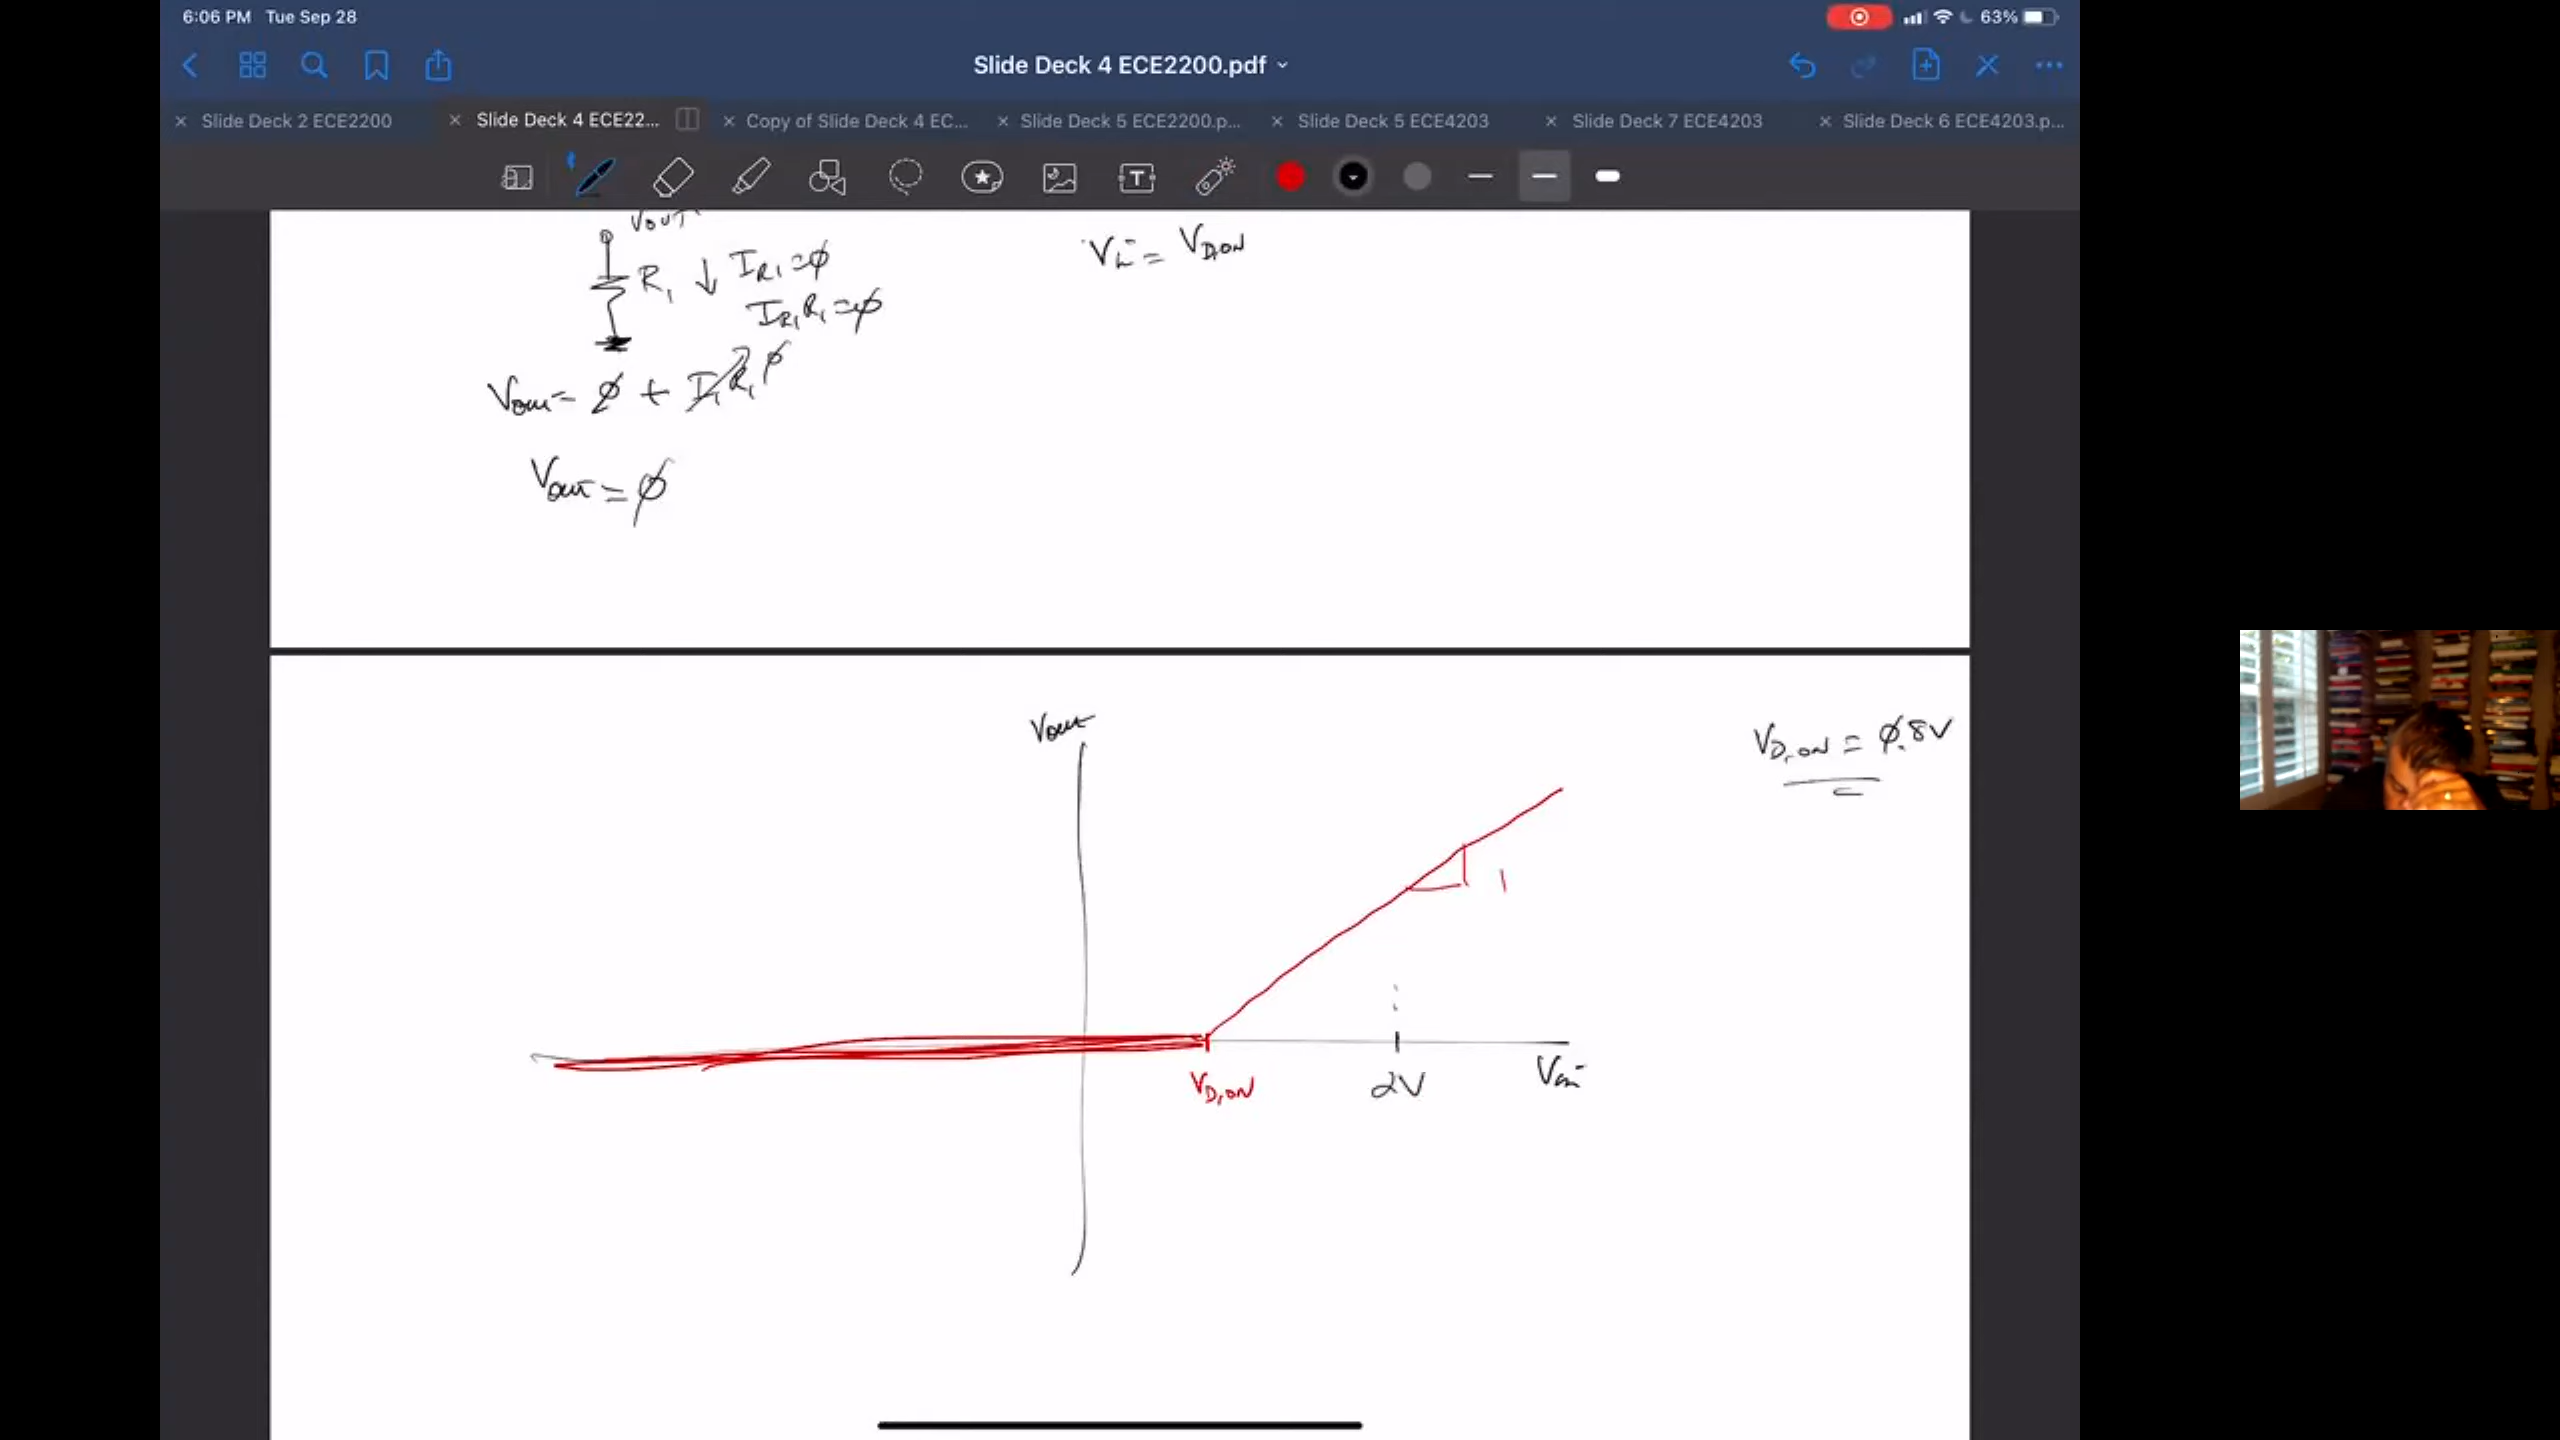 6:06 PM Tue Sep 28
63%
Slide Deck 4 ECE2200.pdf
Slide Deck 2 ECE2200
Slide Deck 4 ECE22...
Copy of Slide Deck 4 EC...
Slide Deck 5 ECE2200.p...
Slide Deck 5 ECE4203
Slide Deck 7 ECE4203
Slide Deck 6 ECE4203.p...
T
VOUT
R1 ↓ IR1 = ∅
IR1 R1 = ∅
Vout = ∅ + I1R1 ∅
Vout = ∅
Vin = VD,ON
Vout
VD,ON = ∅.8V
1
VD,ON
2V
Vin